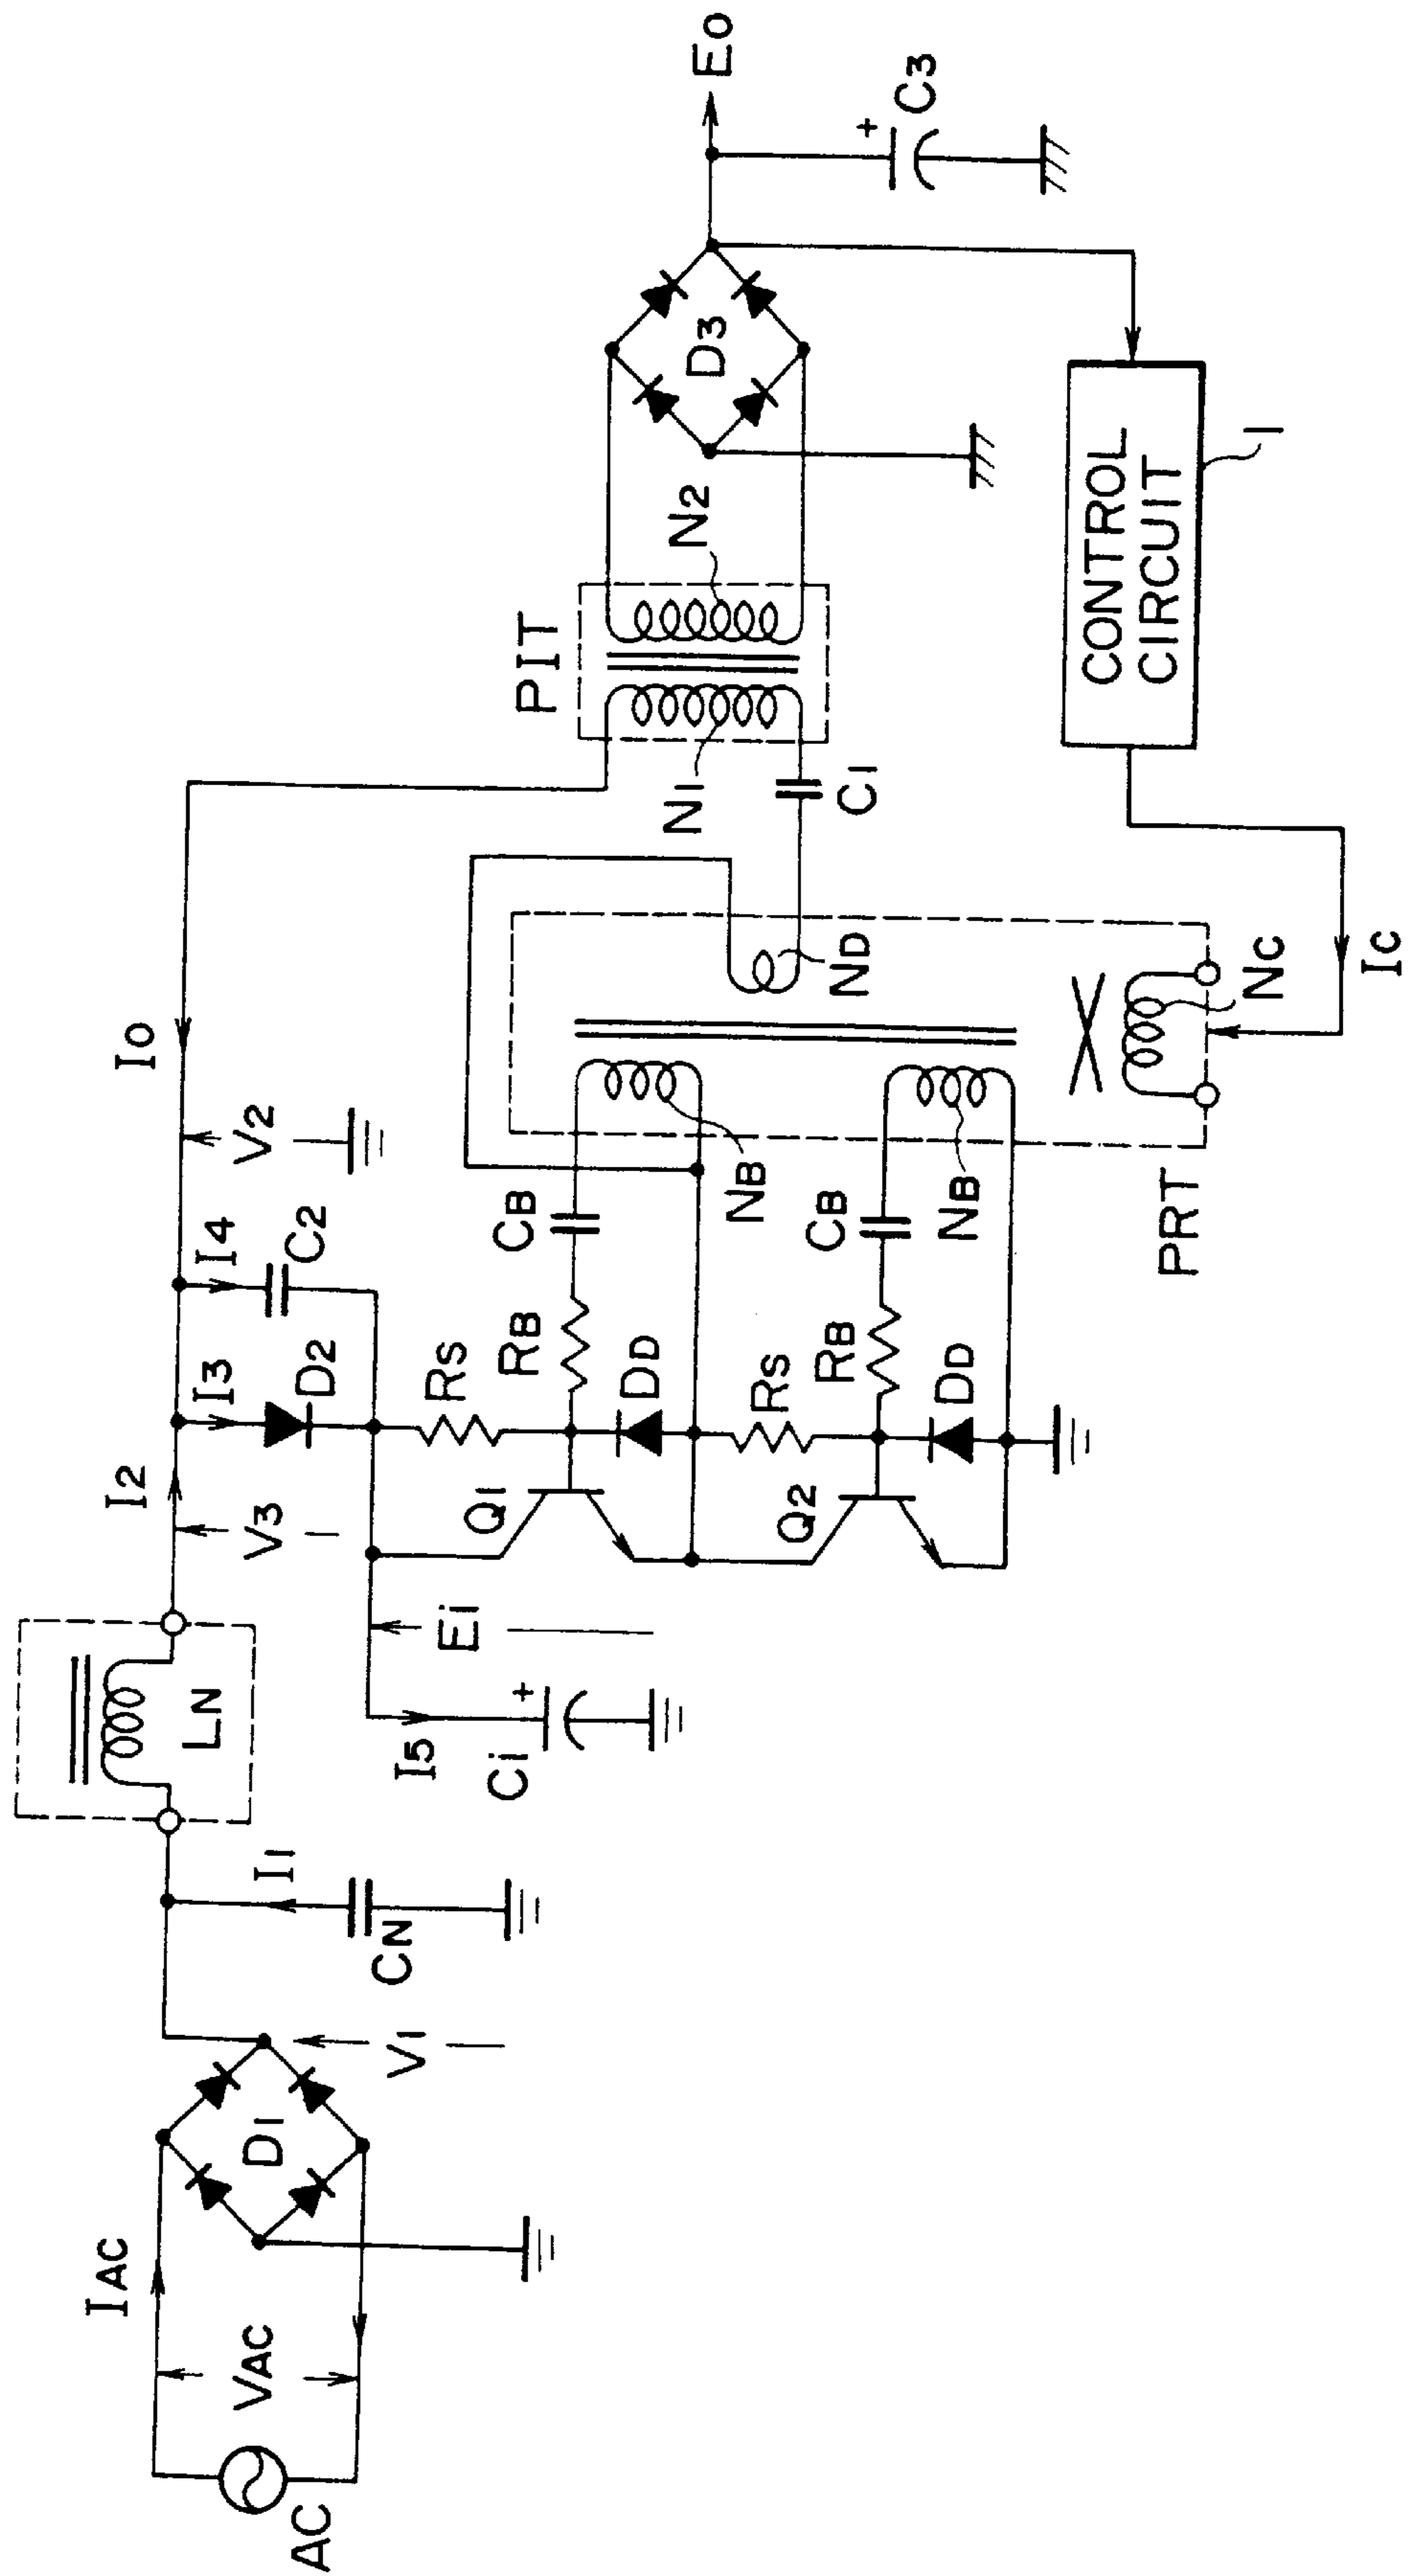 AC
VAC
IAC
D1
V1
CN
I1
LN
I5
Ci
Ei
V3
I2
I3
D2
I4
C2
V2
I0
Q1
RS
RB
CB
DD
NB
Q2
RS
RB
CB
DD
NB
PRT
ND
NC
IC
C1
N1
PIT
N2
D3
CONTROL
CIRCUIT
1
+
C3
E0
+